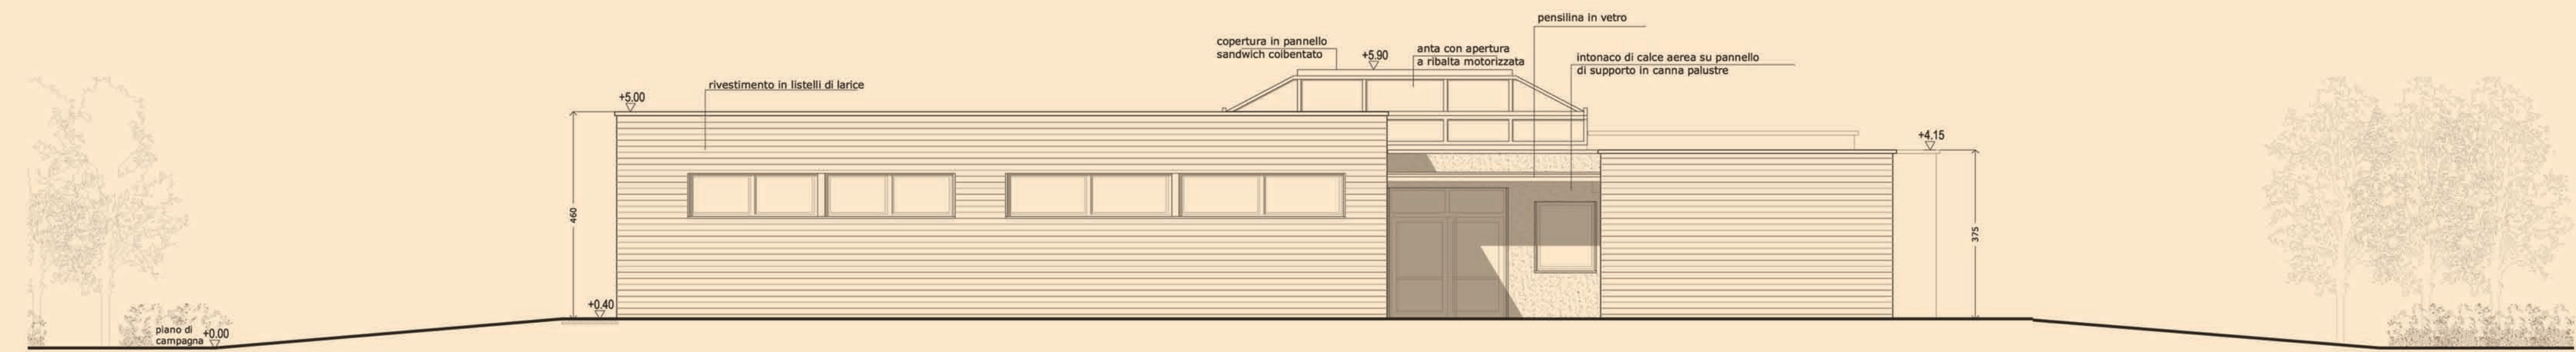 pensilina in vetro
copertura in pannello
sandwich coibentato
+5.90
anta con apertura
a ribalta motorizzata
intonaco di calce aerea su pannello
di supporto in canna palustre
rivestimento in listelli di larice
+5.00
+4.15
460
375
+0.40
piano di
campagna
+0.00